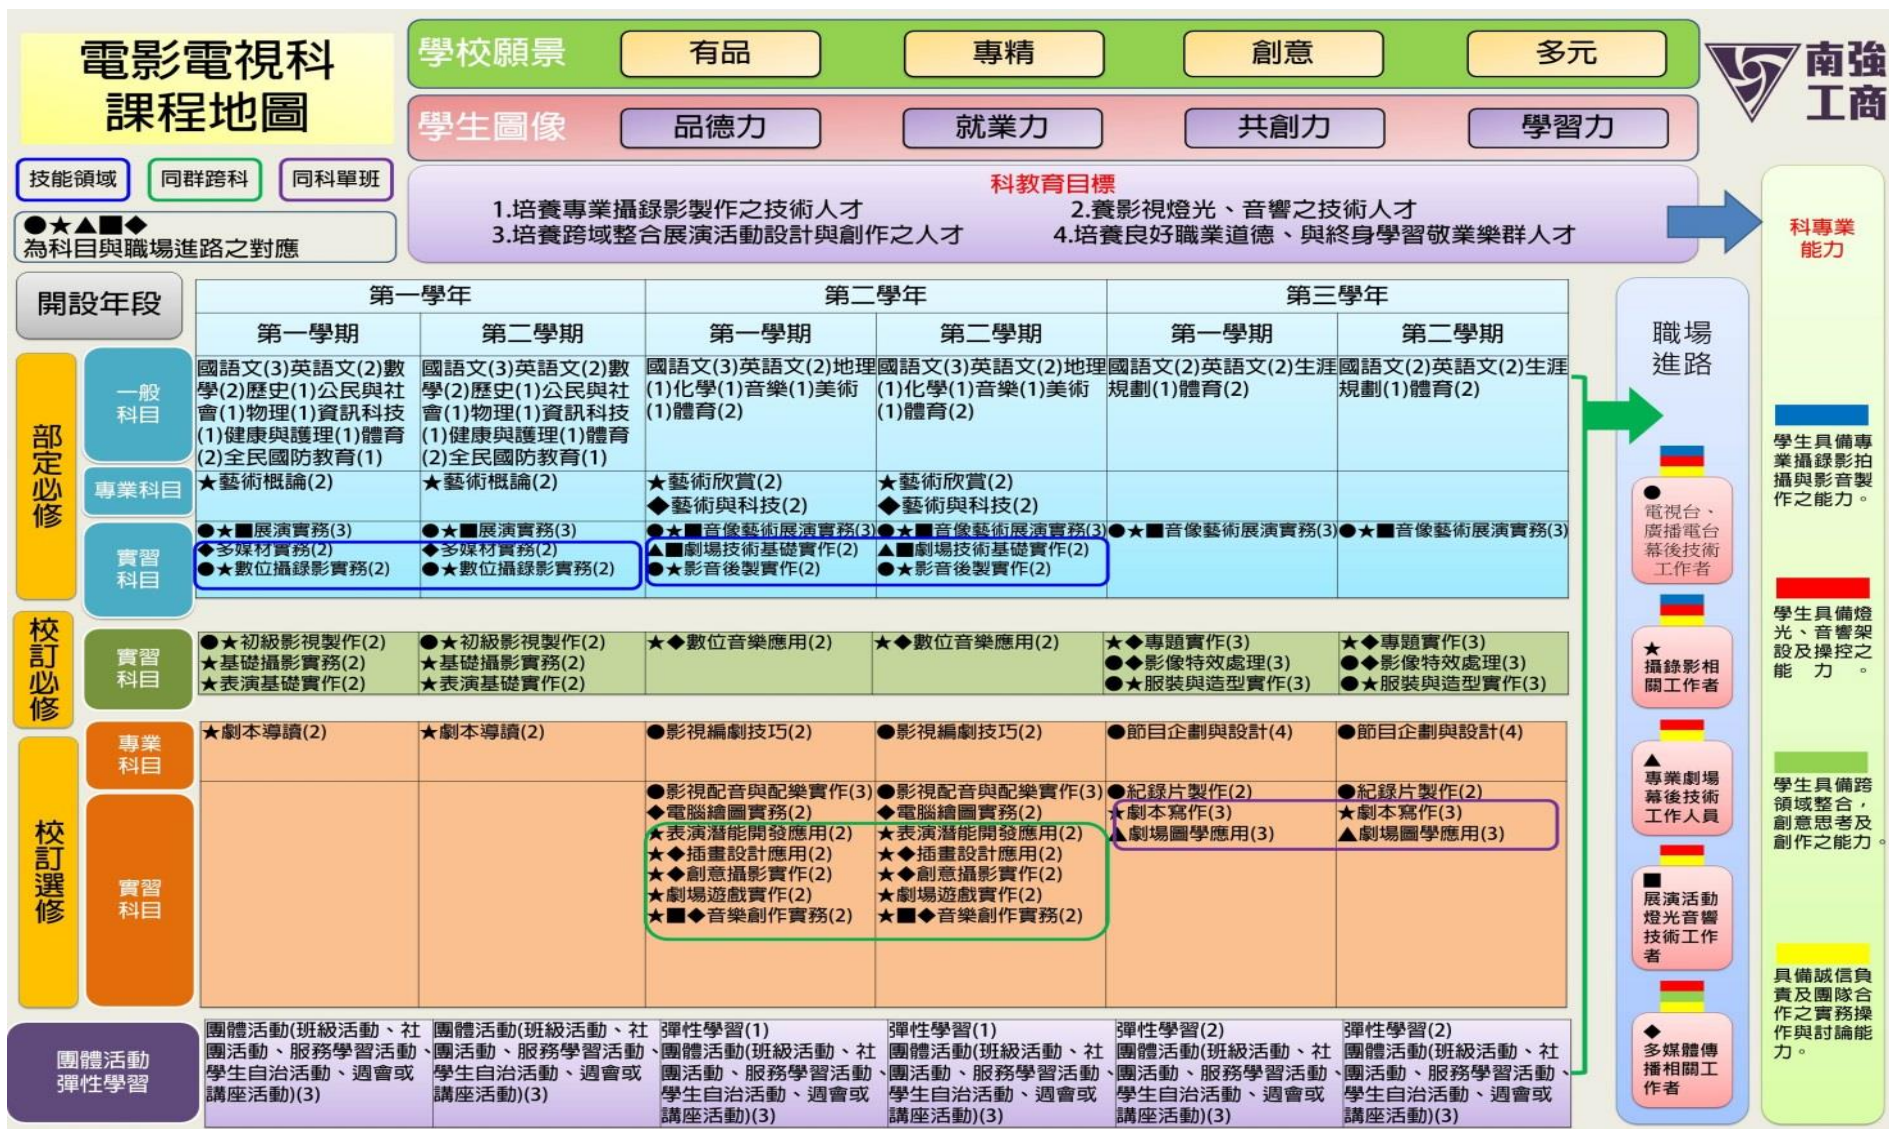 電影電視科
課程地圖
學校願景
有品
專精
創意
多元
南強
工商
學生圖像
品德力
就業力
共創力
學習力
技能領域
同群跨科
同科單班
●★▲■◆
為科目與職場進路之對應
科教育目標
1.培養專業攝錄影製作之技術人才
2.養影視燈光、音響之技術人才
3.培養跨域整合展演活動設計與創作之人才
4.培養良好職業道德、與終身學習敬業樂群人才
開設年段
第一學年
第二學年
第三學年
第一學期
第二學期
第一學期
第二學期
第一學期
第二學期
部定必修
一般
科目
國語文(3)英語文(2)數
學(2)歷史(1)公民與社
會(1)物理(1)資訊科技
(1)健康與護理(1)體育
(2)全民國防教育(1)
國語文(3)英語文(2)數
學(2)歷史(1)公民與社
會(1)物理(1)資訊科技
(1)健康與護理(1)體育
(2)全民國防教育(1)
國語文(3)英語文(2)地理
(1)化學(1)音樂(1)美術
(1)體育(2)
國語文(3)英語文(2)地理
(1)化學(1)音樂(1)美術
(1)體育(2)
國語文(2)英語文(2)生涯
規劃(1)體育(2)
國語文(2)英語文(2)生涯
規劃(1)體育(2)
專業科目
★藝術概論(2)
★藝術概論(2)
★藝術欣賞(2)
◆藝術與科技(2)
★藝術欣賞(2)
◆藝術與科技(2)
實習
科目
●★■展演實務(3)
◆多媒材實務(2)
●★數位攝錄影實務(2)
●★■展演實務(3)
◆多媒材實務(2)
●★數位攝錄影實務(2)
●★■音像藝術展演實務(3)
▲■劇場技術基礎實作(2)
●★影音後製實作(2)
●★■音像藝術展演實務(3)
▲■劇場技術基礎實作(2)
●★影音後製實作(2)
●★■音像藝術展演實務(3)
●★■音像藝術展演實務(3)
校訂必修
實習
科目
●★初級影視製作(2)
★基礎攝影實務(2)
★表演基礎實作(2)
●★初級影視製作(2)
★基礎攝影實務(2)
★表演基礎實作(2)
★◆數位音樂應用(2)
★◆數位音樂應用(2)
★◆專題實作(3)
●◆影像特效處理(3)
●★服裝與造型實作(3)
★◆專題實作(3)
●◆影像特效處理(3)
●★服裝與造型實作(3)
校訂選修
專業
科目
★劇本導讀(2)
★劇本導讀(2)
●影視編劇技巧(2)
●影視編劇技巧(2)
●節目企劃與設計(4)
●節目企劃與設計(4)
實習
科目
●影視配音與配樂實作(3)
◆電腦繪圖實務(2)
★表演潛能開發應用(2)
★◆插畫設計應用(2)
★◆創意攝影實作(2)
★劇場遊戲實作(2)
★■◆音樂創作實務(2)
●影視配音與配樂實作(3)
◆電腦繪圖實務(2)
★表演潛能開發應用(2)
★◆插畫設計應用(2)
★◆創意攝影實作(2)
★劇場遊戲實作(2)
★■◆音樂創作實務(2)
●紀錄片製作(2)
★劇本寫作(3)
▲劇場圖學應用(3)
●紀錄片製作(2)
★劇本寫作(3)
▲劇場圖學應用(3)
團體活動
彈性學習
團體活動(班級活動、社
團活動、服務學習活動、
學生自治活動、週會或
講座活動)(3)
團體活動(班級活動、社
團活動、服務學習活動、
學生自治活動、週會或
講座活動)(3)
彈性學習(1)
團體活動(班級活動、社
團活動、服務學習活動、
學生自治活動、週會或
講座活動)(3)
彈性學習(1)
團體活動(班級活動、社
團活動、服務學習活動、
學生自治活動、週會或
講座活動)(3)
彈性學習(2)
團體活動(班級活動、社
團活動、服務學習活動、
學生自治活動、週會或
講座活動)(3)
彈性學習(2)
團體活動(班級活動、社
團活動、服務學習活動、
學生自治活動、週會或
講座活動)(3)
職場
進路
●
電視台、
廣播電台
幕後技術
工作者
★
攝錄影相
關工作者
▲
專業劇場
幕後技術
工作人員
■
展演活動
燈光音響
技術工作
者
◆
多媒體傳
播相關工
作者
科專業
能力
學生具備專
業攝錄影拍
攝與影音製
作之能力。
學生具備燈
光、音響架
設及操控之
能力。
學生具備跨
領域整合，
創意思考及
創作之能力。
具備誠信負
責及團隊合
作之實務操
作與討論能
力。